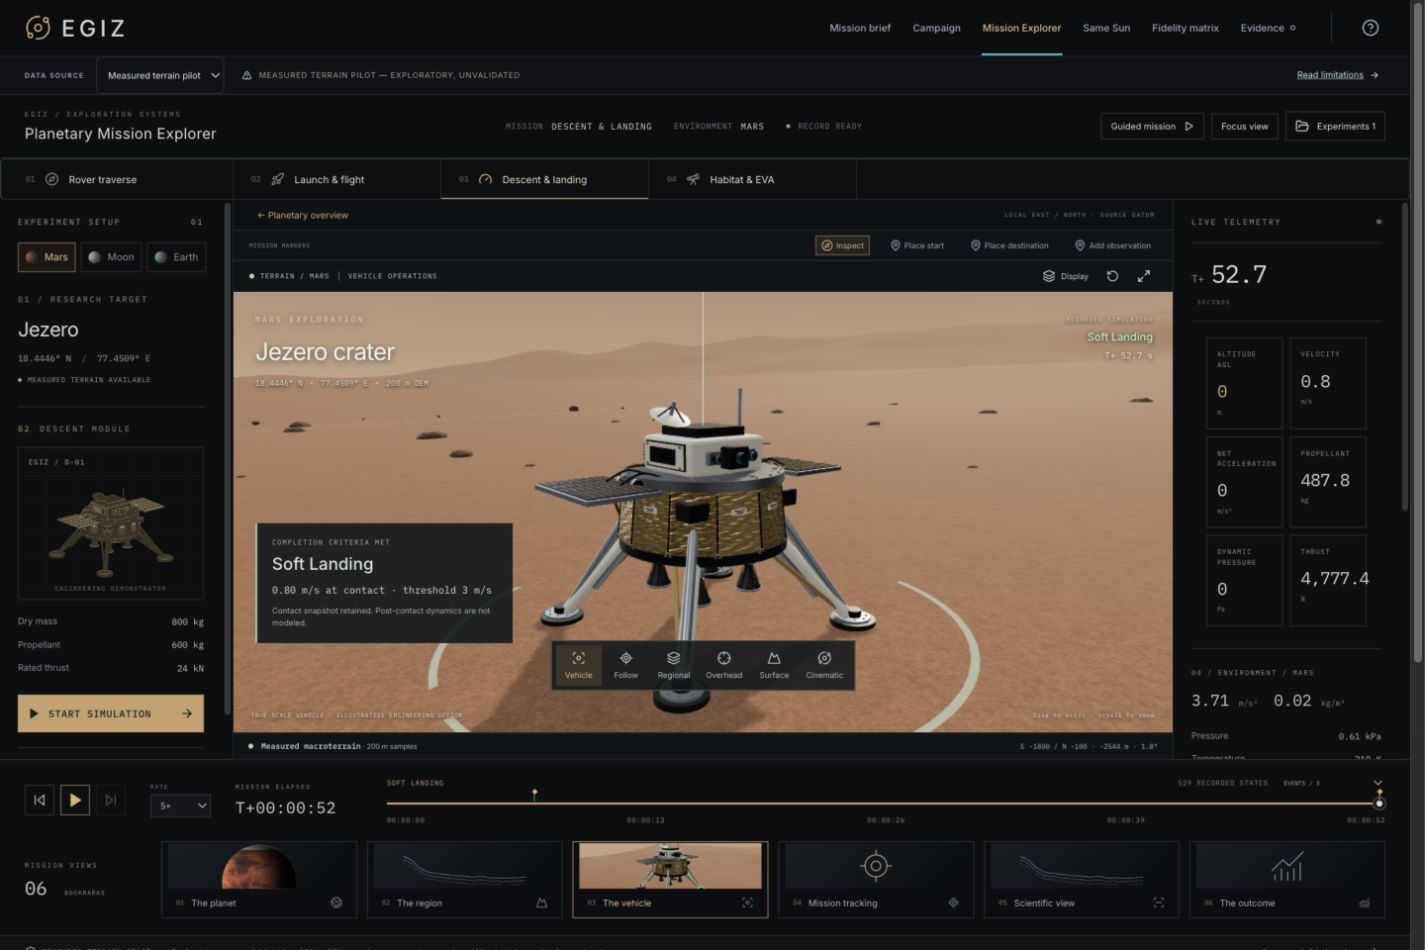 EGIZ
Mission brief
Campaign
Mission Explorer
Same Sun
Fidelity matrix
Evidence
DATA SOURCE
Measured terrain pilot
MEASURED TERRAIN PILOT — EXPLORATORY, UNVALIDATED
Read limitations →
EGIZ / EXPLORATION SYSTEMS
Planetary Mission Explorer
MISSION DESCENT & LANDING
ENVIRONMENT MARS
RECORD READY
Guided mission
Focus view
Experiments 1
01 Rover traverse
02 Launch & flight
03 Descent & landing
04 Habitat & EVA
EXPERIMENT SETUP 01
Mars
Moon
Earth
01 / RESEARCH TARGET
Jezero
18.4446° N / 77.4509° E
MEASURED TERRAIN AVAILABLE
02 DESCENT MODULE
EGIZ / D-01
ENGINEERING DEMONSTRATOR
Dry mass 800 kg
Propellant 600 kg
Rated thrust 24 kN
START SIMULATION →
← Planetary overview
LOCAL EAST / NORTH · SOURCE DATUM
MISSION MARKERS
Inspect
Place start
Place destination
Add observation
TERRAIN / MARS | VEHICLE OPERATIONS
Display
MARS EXPLORATION
Jezero crater
18.4446° N · 77.4509° E · 200 m DEM
RECORDED SIMULATION
Soft Landing
T+ 52.7 s
COMPLETION CRITERIA MET
Soft Landing
0.80 m/s at contact · threshold 3 m/s
Contact snapshot retained. Post-contact dynamics are not
modeled.
Vehicle
Follow
Regional
Overhead
Surface
Cinematic
TRUE-SCALE VEHICLE · ILLUSTRATIVE ENGINEERING DESIGN
Drag to orbit · scroll to zoom
Measured macroterrain · 200 m samples
E -1800 / N -100 · -2544 m · 1.8°
LIVE TELEMETRY
T+ 52.7
SECONDS
ALTITUDE
AGL
0
m
VELOCITY
0.8
m/s
NET
ACCELERATION
0
m/s²
PROPELLANT
487.8
kg
DYNAMIC
PRESSURE
0
Pa
THRUST
4,777.4
N
04 / ENVIRONMENT / MARS
3.71 m/s² 0.02 kg/m³
Pressure 0.61 kPa
Temperature 210 K
RATE
5×
MISSION ELAPSED
T+00:00:52
SOFT LANDING
529 RECORDED STATES
EVENTS / 3
00:00:00
00:00:13
00:00:26
00:00:39
00:00:52
MISSION VIEWS
06 BOOKMARKS
01 The planet
02 The region
03 The vehicle
04 Mission tracking
05 Scientific view
06 The outcome